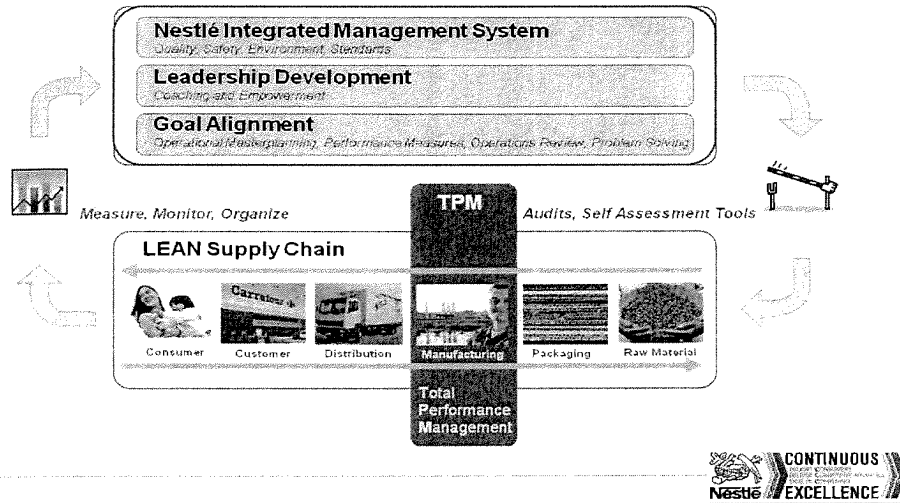 Nestlé Integrated Management System
Quality, Safety, Environment, Standards
Leadership Development
Coaching and Empowerment
Goal Alignment
Operational Masterplanning, Performance Measures, Operations Review, Problem Solving
TPM
Measure, Monitor, Organize
Audits, Self Assessment Tools
LEAN Supply Chain
Carrefour
Consumer
Customer
Distribution
Manufacturing
Packaging
Raw Material
Total
Performance
Management
Nestlé
CONTINUOUS
EXCELLENCE